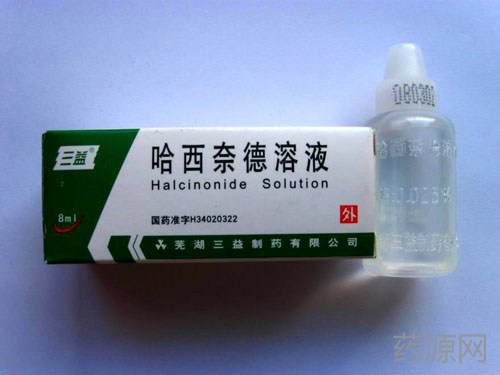 三益®
哈西奈德溶液
Halcinonide Solution
8ml
国药准字H34020322
外
芜湖三益制药有限公司
药源网